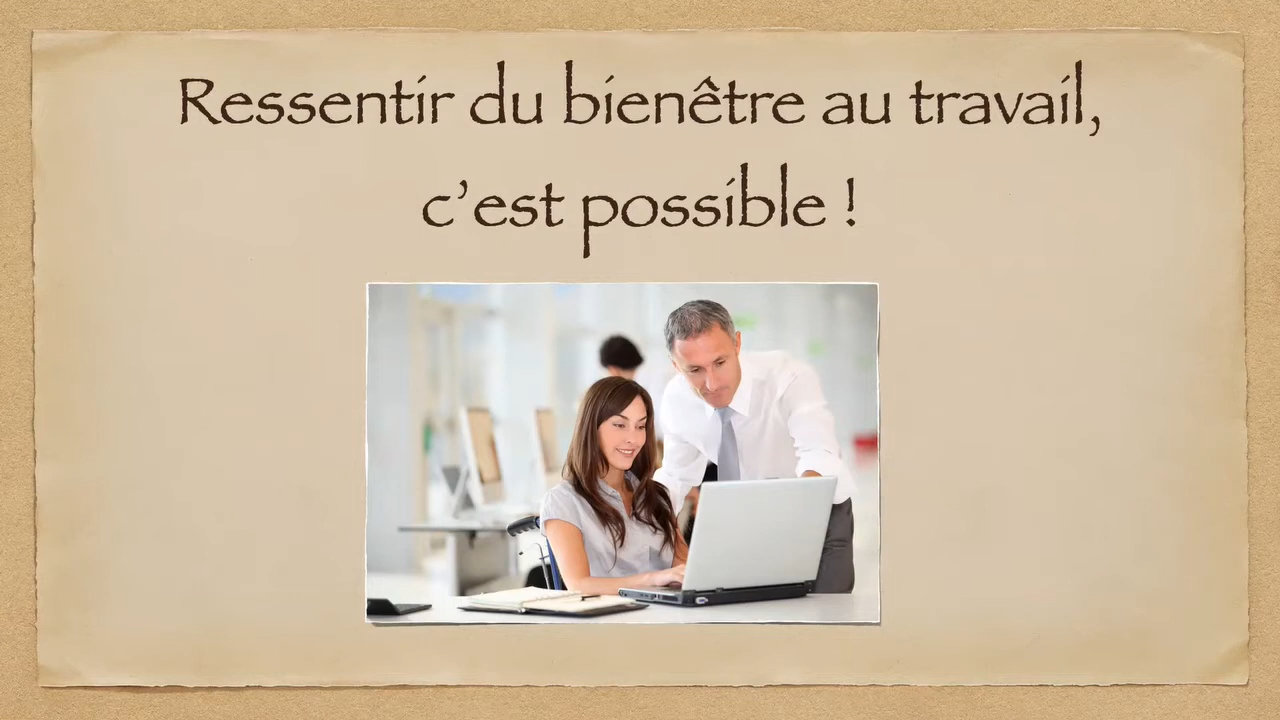 Ressentir du bienêtre au travail,
c’est possible !